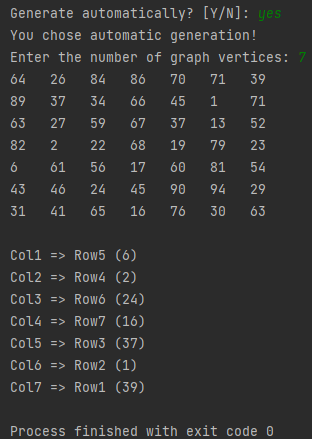 Generate automatically? [Y/N]: yes
You chose automatic generation!
Enter the number of graph vertices: 7
64 26 84 86 70 71 39
89 37 34 66 45 1 71
63 27 59 67 37 13 52
82 2 22 68 19 79 23
6 61 56 17 60 81 54
43 46 24 45 90 94 29
31 41 65 16 76 30 63
Col1 => Row5 (6)
Col2 => Row4 (2)
Col3 => Row6 (24)
Col4 => Row7 (16)
Col5 => Row3 (37)
Col6 => Row2 (1)
Col7 => Row1 (39)
Process finished with exit code 0